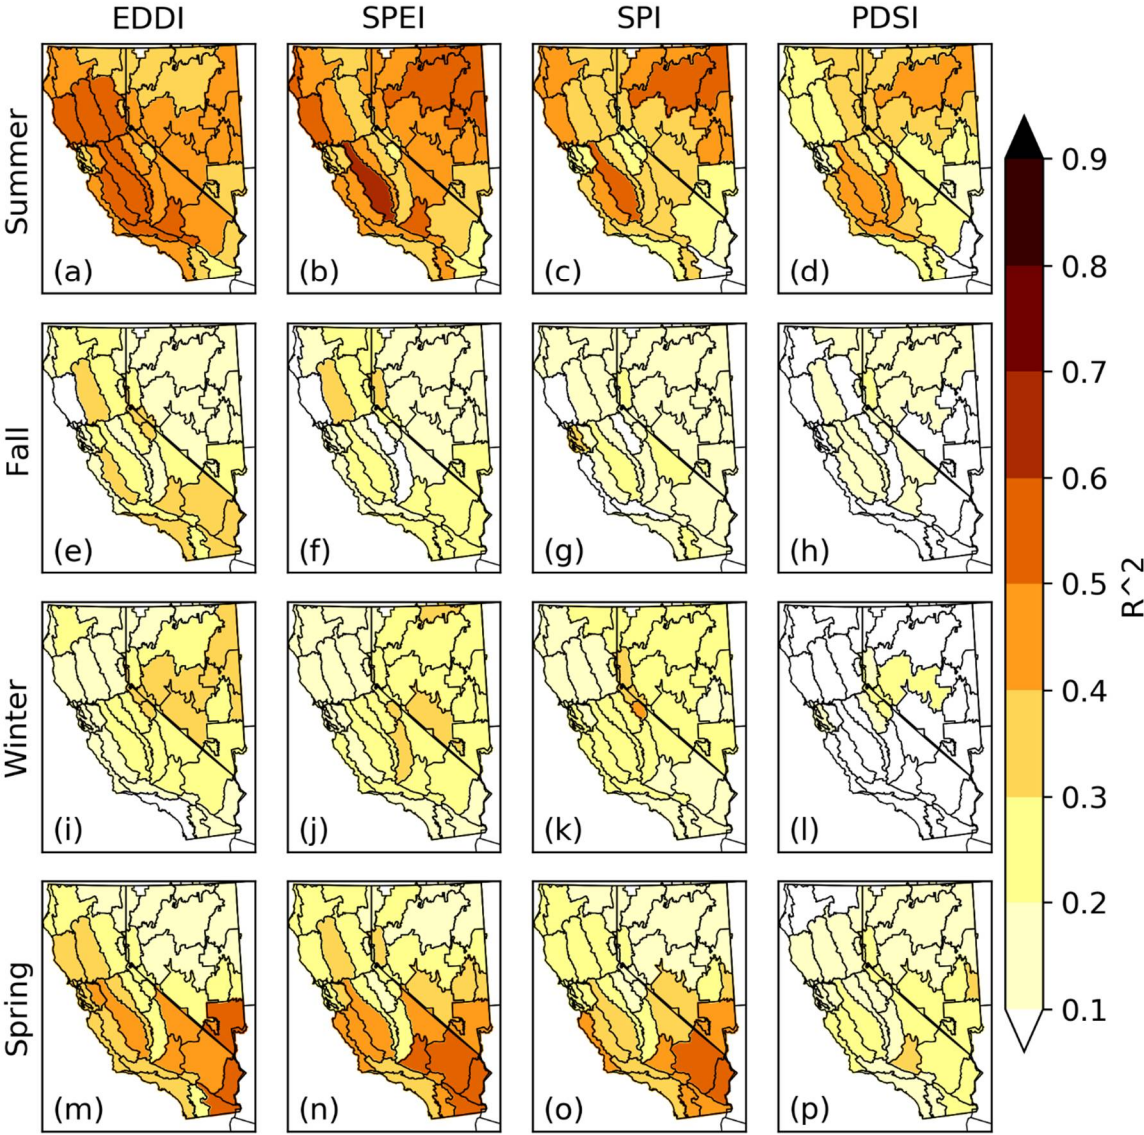 EDDI SPEI SPI PDSI
Summer
(a) (b) (c) (d)
Fall
(e) (f) (g) (h)
Winter
(i) (j) (k) (l)
Spring
(m) (n) (o) (p)
0.9
0.8
0.7
0.6
0.5
0.4
0.3
0.2
0.1
R^2